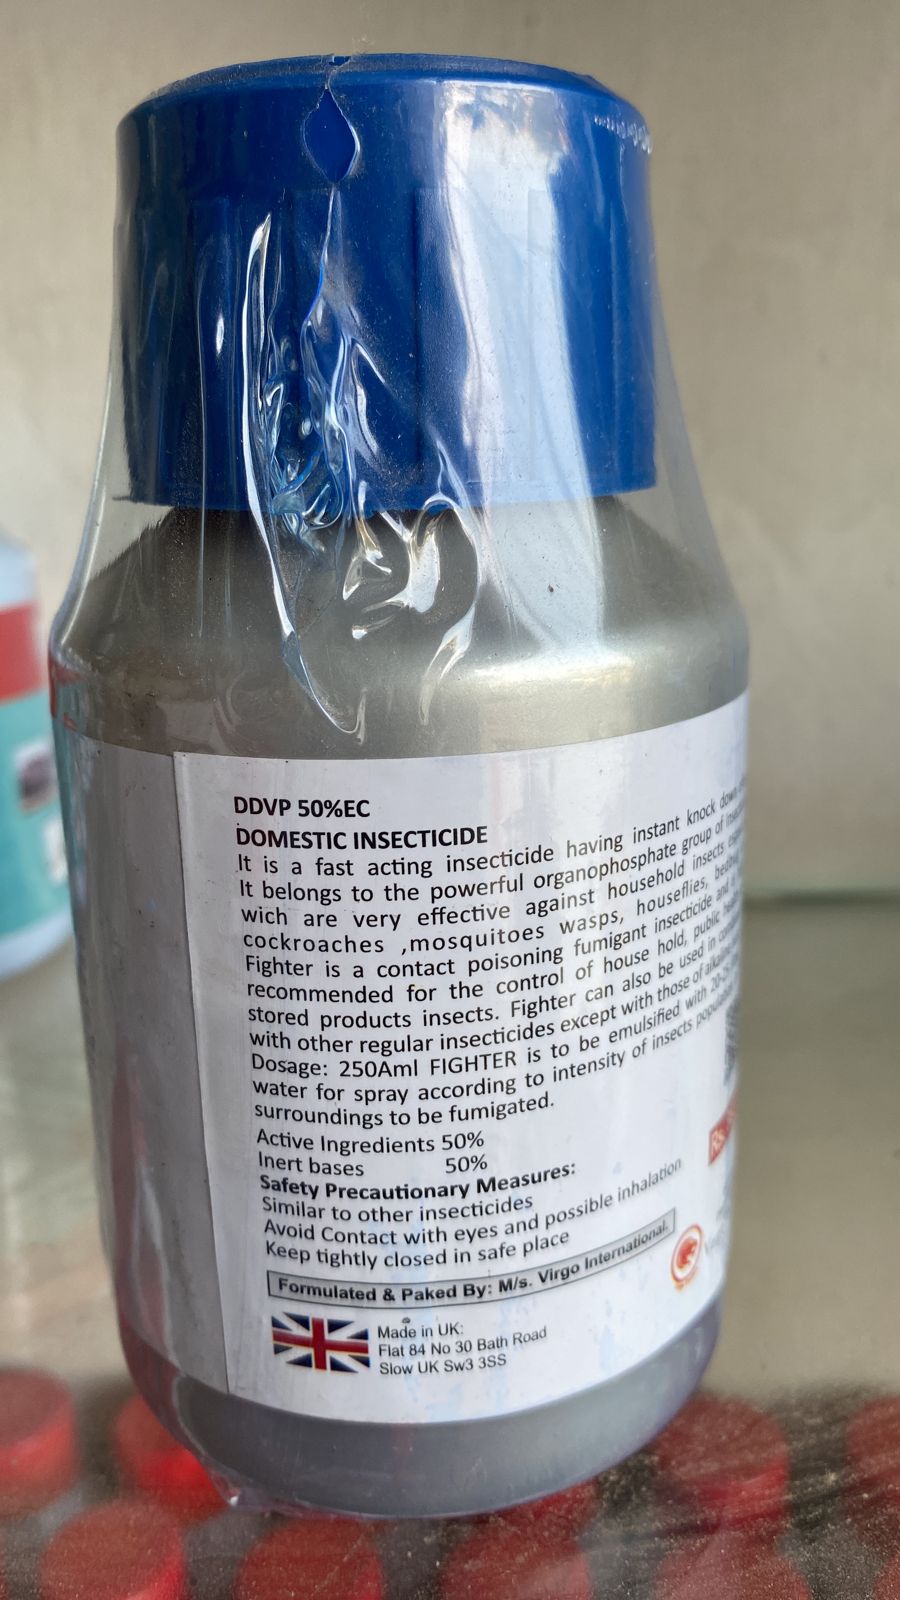 DDVP 50%EC
DOMESTIC INSECTICIDE
It is a fast acting insecticide having instant knock down
It belongs to the powerful organophosphate group of
wich are very effective against household insects
cockroaches ,mosquitoes wasps, houseflies,
Fighter is a contact poisoning fumigant insecticide and
recommended for the control of house hold, public
stored products insects. Fighter can also be used in
with other regular insecticides except with those of
Dosage: 250Aml FIGHTER is to be emulsified with
water for spray according to intensity of insects
surroundings to be fumigated.
Active Ingredients 50%
Inert bases 50%
Safety Precautionary Measures:
Similar to other insecticides
Avoid Contact with eyes and possible inhalation
Keep tightly closed in safe place
Formulated & Paked By: M/s. Virgo International.
Made in UK:
Flat 84 No 30 Bath Road
Slow UK Sw3 3SS
Rs.